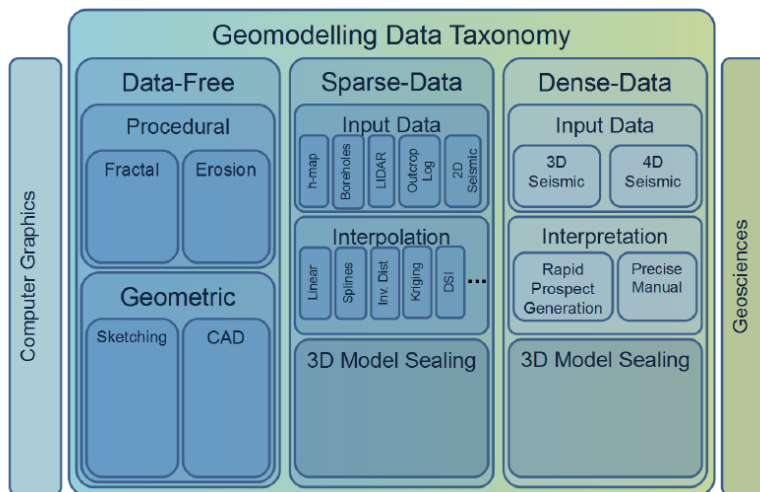 Geomodelling Data Taxonomy
Computer Graphics
Data-Free
Procedural
Fractal
Erosion
Geometric
Sketching
CAD
Sparse-Data
Input Data
h-map
Boreholes
LIDAR
Outcrop
Log
2D
Seismic
Interpolation
Linear
Splines
Inv. Dist
Kriging
DSI
...
3D Model Sealing
Dense-Data
Input Data
3D
Seismic
4D
Seismic
Interpretation
Rapid
Prospect
Generation
Precise
Manual
3D Model Sealing
Geosciences